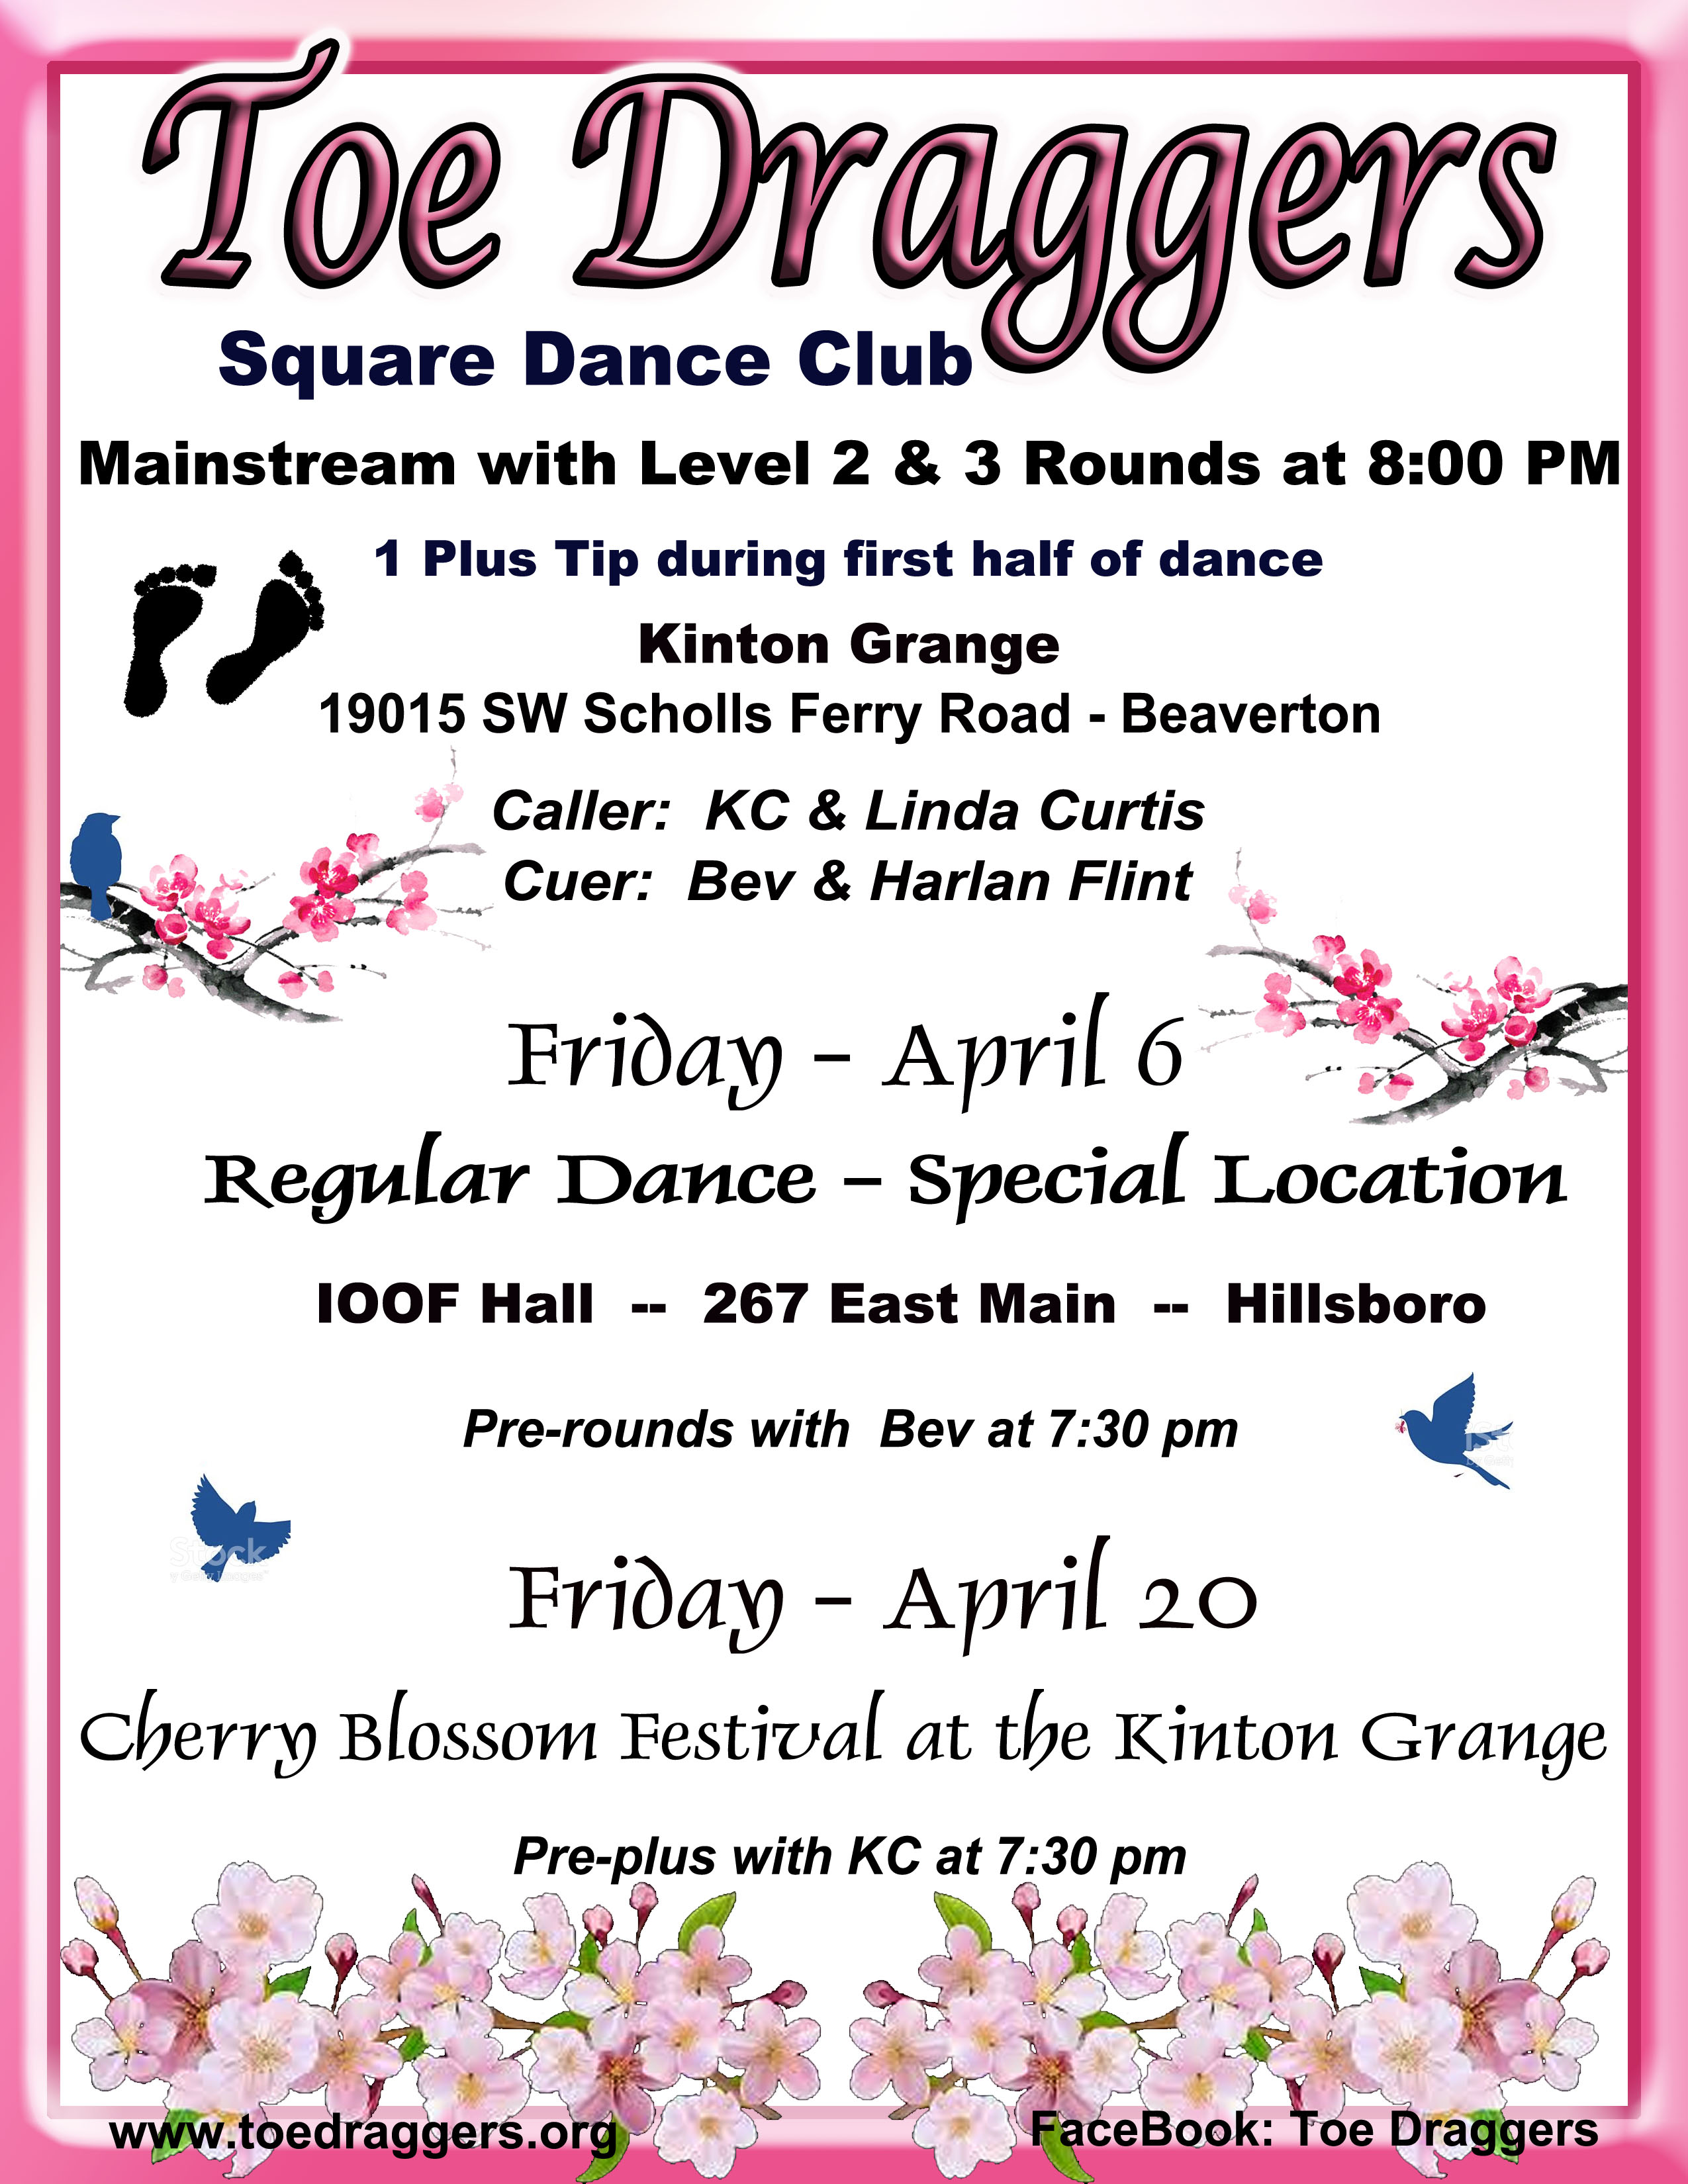 Toe Draggers
Square Dance Club
Mainstream with Level 2 & 3 Rounds at 8:00 PM
1 Plus Tip during first half of dance
Kinton Grange
19015 SW Scholls Ferry Road - Beaverton
Caller: KC & Linda Curtis
Cuer: Bev & Harlan Flint
Friday - April 6
Regular Dance - Special Location
IOOF Hall -- 267 East Main -- Hillsboro
Pre-rounds with Bev at 7:30 pm
Friday - April 20
Cherry Blossom Festival at the Kinton Grange
Pre-plus with KC at 7:30 pm
www.toedraggers.org
FaceBook: Toe Draggers